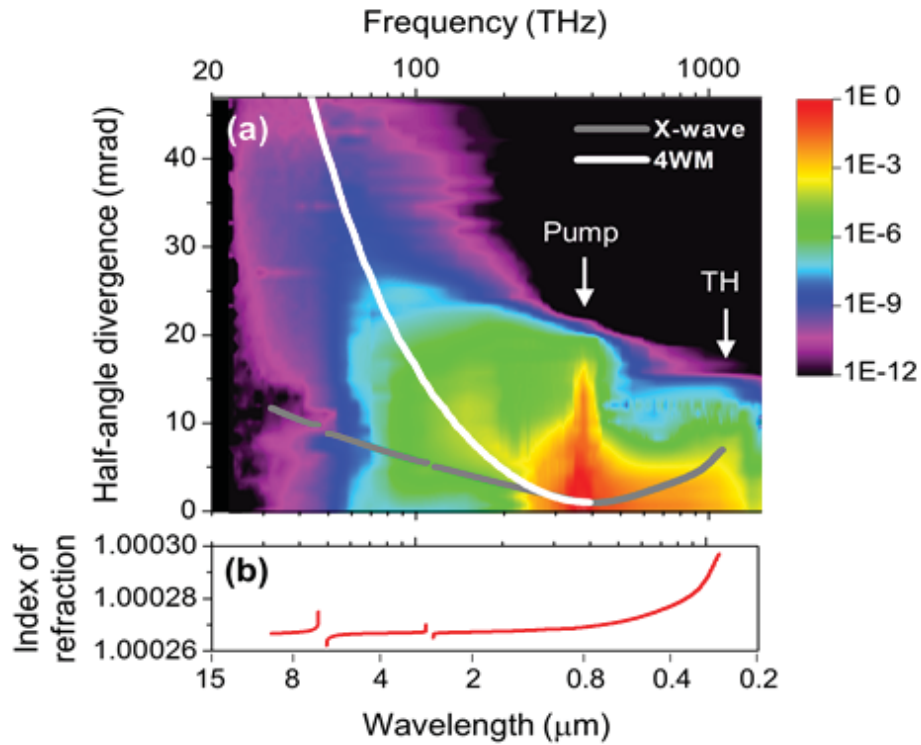 Frequency (THz)
20 100 1000
(a)
X-wave
4WM
Pump
TH
Half-angle divergence (mrad)
40
30
20
10
0
1E 0
1E-3
1E-6
1E-9
1E-12
(b)
Index of
refraction
1.00030
1.00028
1.00026
15 8 4 2 0.8 0.4 0.2
Wavelength (μm)